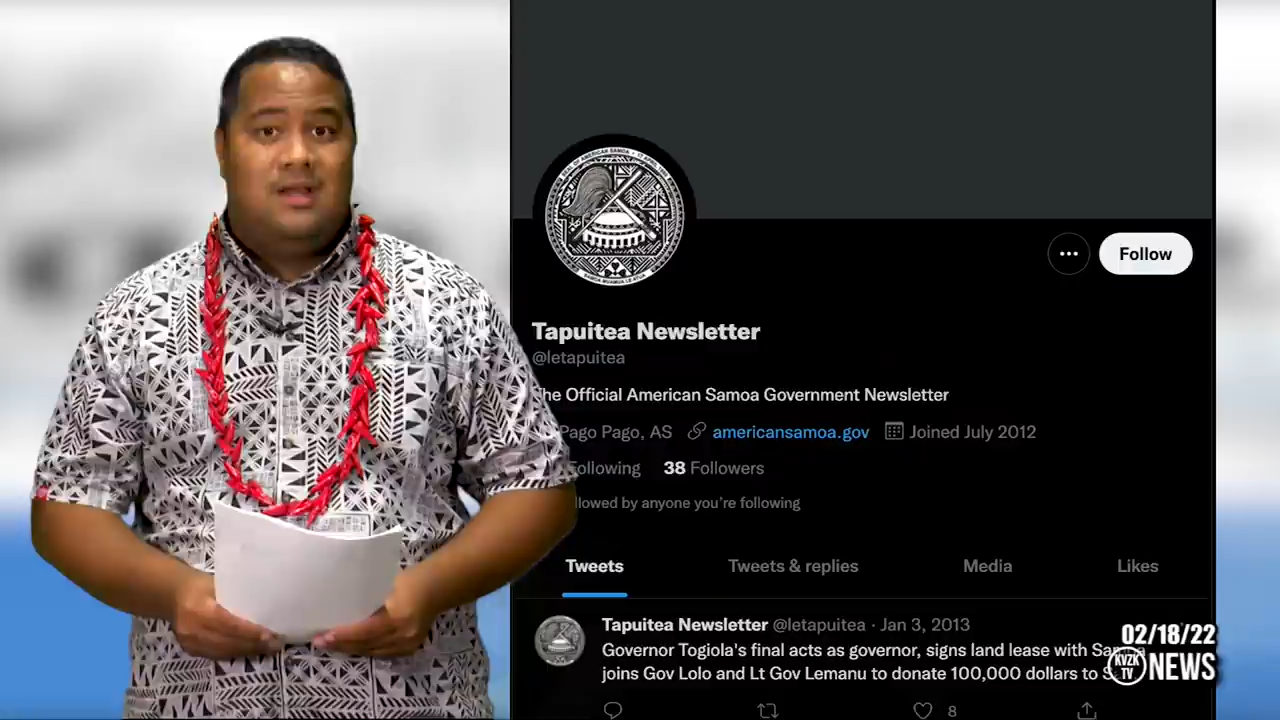 Follow
Tapuitea Newsletter
@letapuitea
he Official American Samoa Government Newsletter
Pago Pago, AS americansamoa.gov Joined July 2012
Following 38 Followers
llowed by anyone you're following
Tweets Tweets & replies Media Likes
Tapuitea Newsletter @letapuitea · Jan 3, 2013
Governor Togiola's final acts as governor, signs land lease with
joins Gov Lolo and Lt Gov Lemanu to donate 100,000 dollars to
8
02/18/22
KVZK TV NEWS